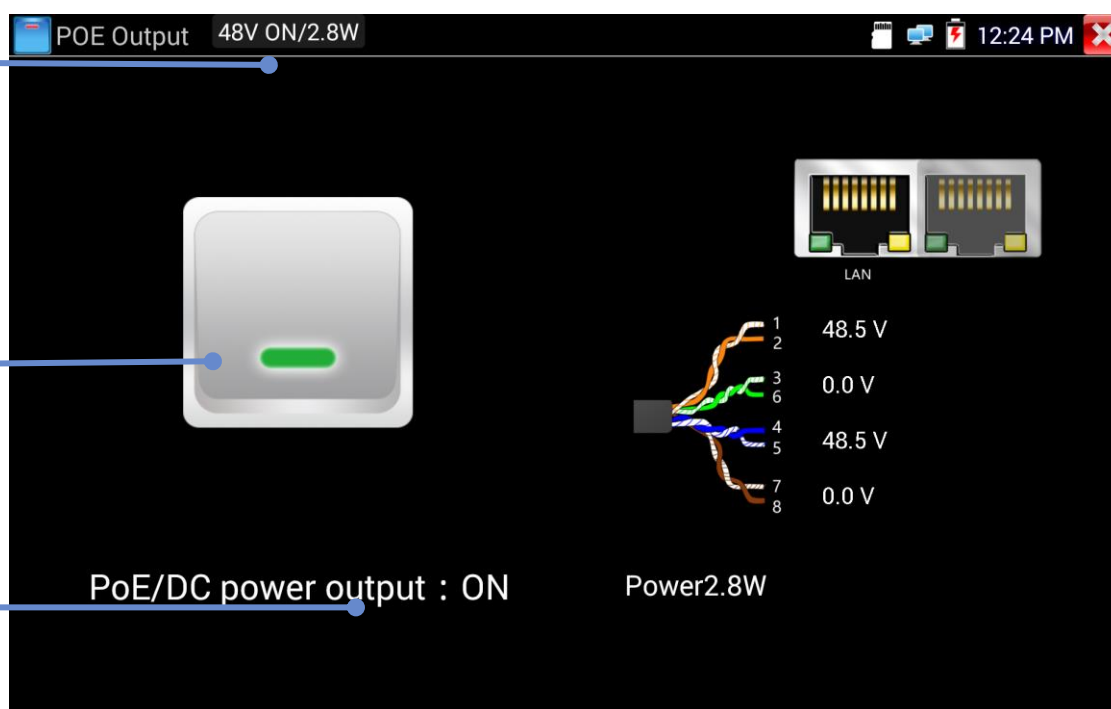 POE Output 48V ON/2.8W 12:24 PM
LAN
1 48.5 V
2
3 0.0 V
6
4 48.5 V
5
7 0.0 V
8
PoE/DC power output : ON Power2.8W